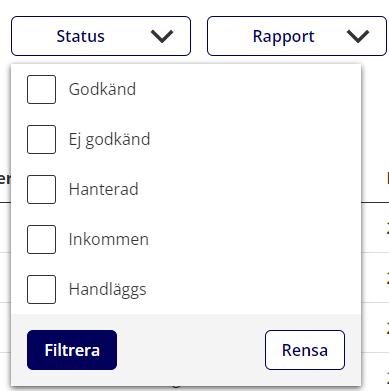 Status
Rapport
Godkänd
Ej godkänd
Hanterad
Inkommen
Handläggs
Filtrera
Rensa